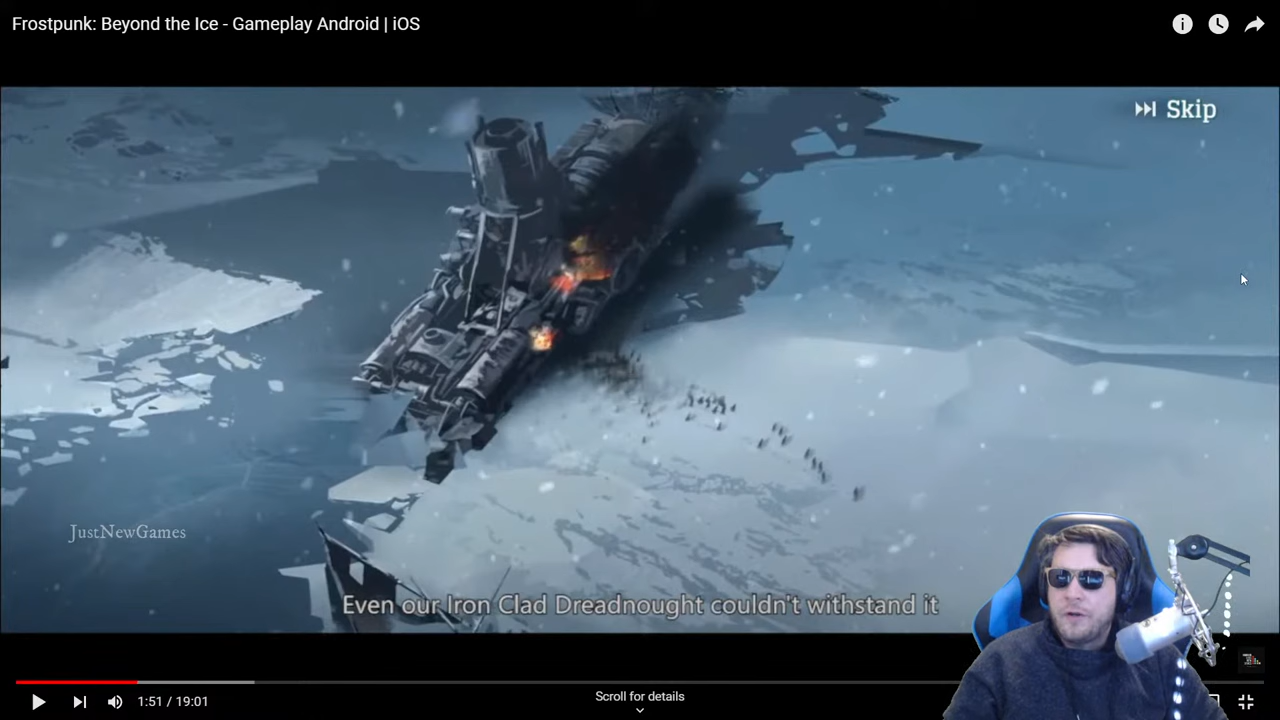 Frostpunk: Beyond the Ice - Gameplay Android | iOS
Skip
JustNewGames
Even our Iron Clad Dreadnought couldn't withstand it
1:51 / 19:01
Scroll for details